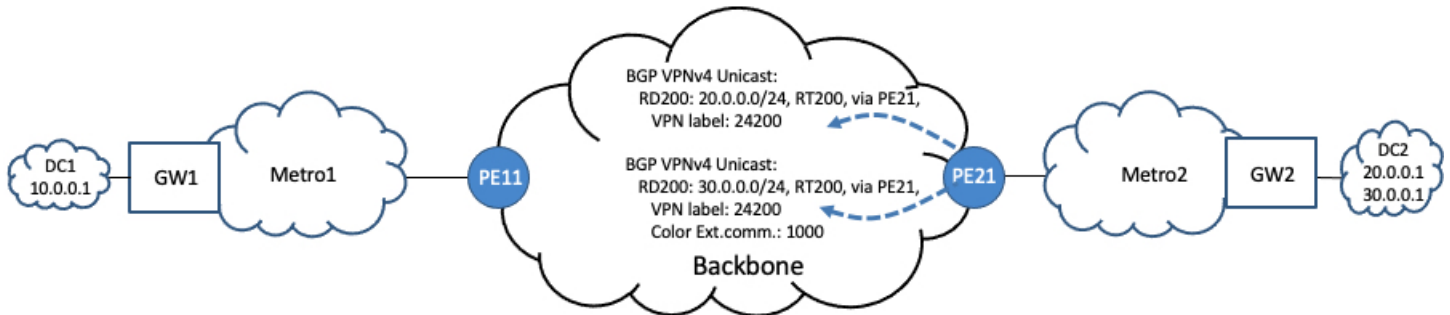 BGP VPNv4 Unicast:
RD200: 20.0.0.0/24, RT200, via PE21,
VPN label: 24200
BGP VPNv4 Unicast:
RD200: 30.0.0.0/24, RT200, via PE21,
VPN label: 24200
Color Ext.comm.: 1000
Backbone
DC1
10.0.0.1
GW1
Metro1
PE11
PE21
Metro2
GW2
DC2
20.0.0.1
30.0.0.1